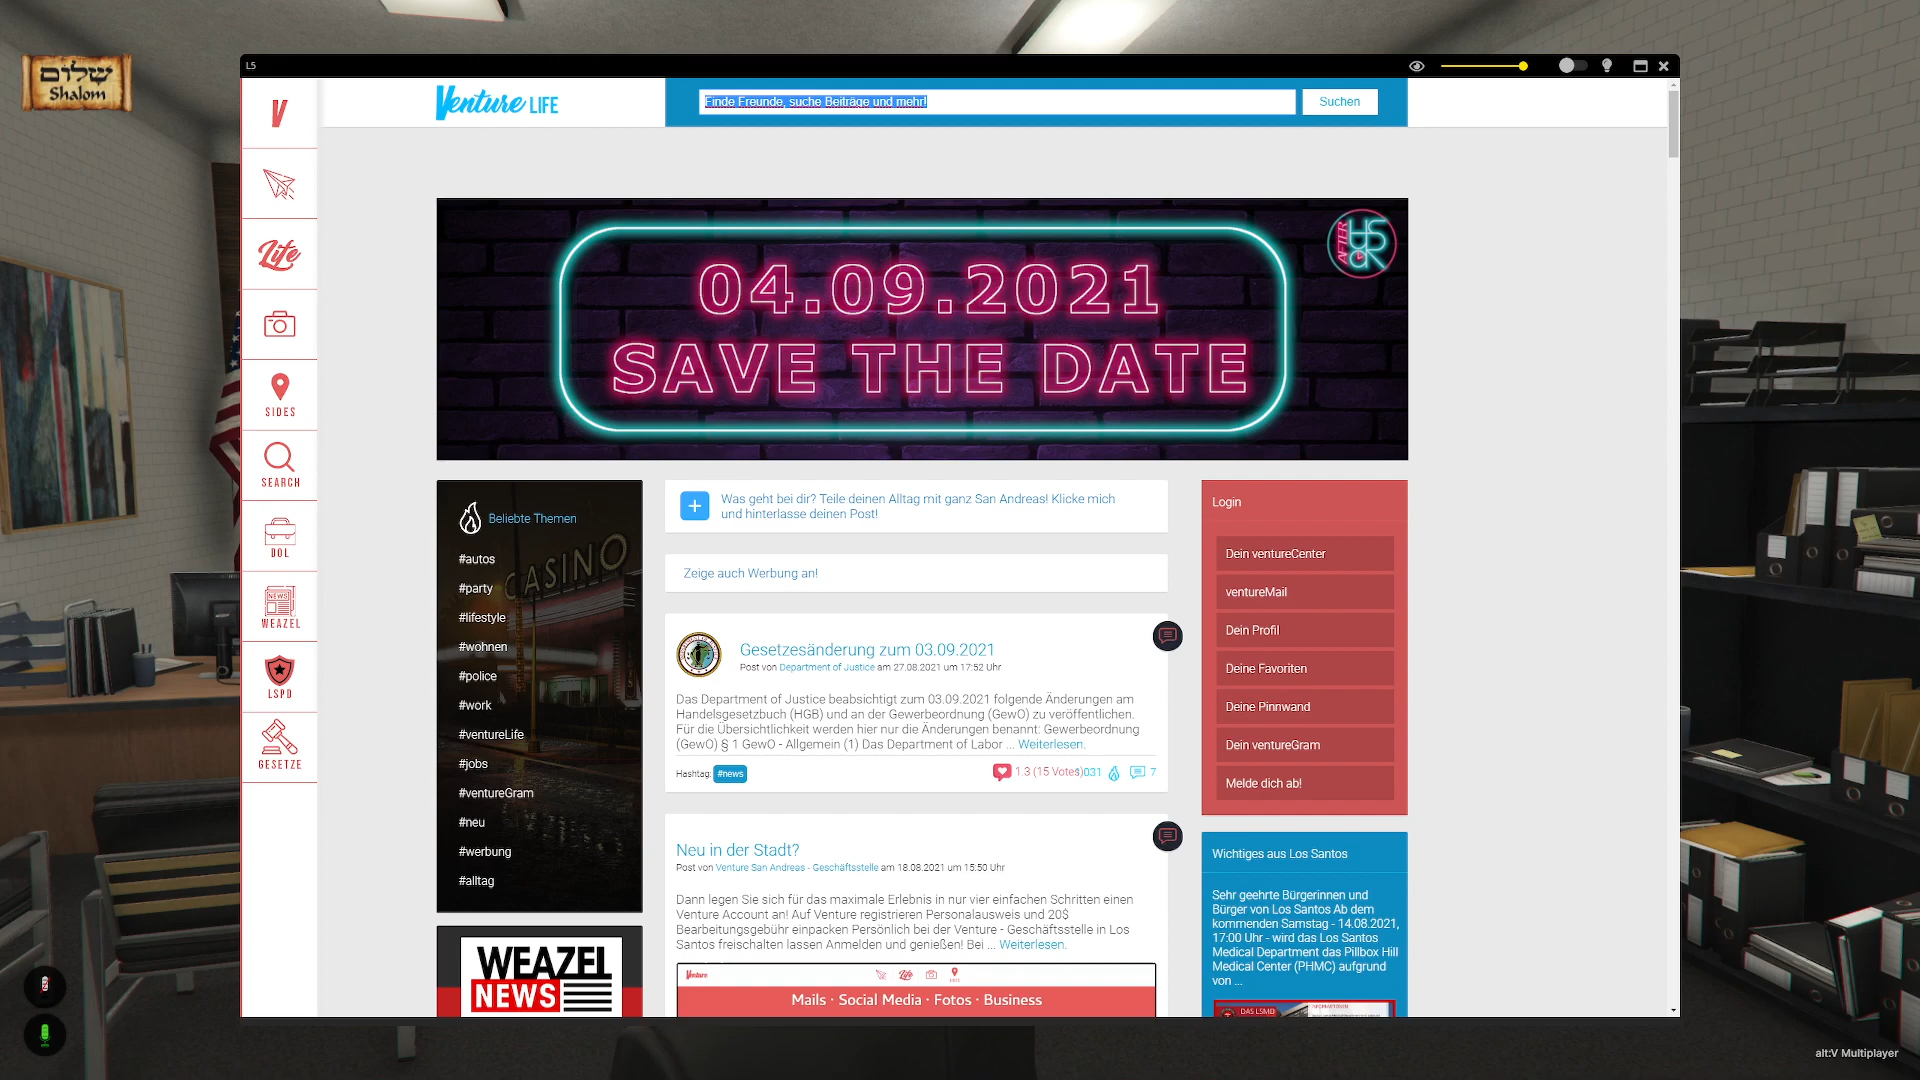 L5
שלום
Shalom
Venture LIFE
Finde Freunde, suche Beiträge und mehr!
Suchen
V
Life
SIDES
SEARCH
DOL
NEWS
WEAZEL
LSPD
GESETZE
04.09.2021
SAVE THE DATE
AFTER
Beliebte Themen
#autos
#party
#lifestyle
#wohnen
#police
#work
#ventureLife
#jobs
#ventureGram
#neu
#werbung
#alltag
CASINO
WEAZEL
NEWS
Was geht bei dir? Teile deinen Alltag mit ganz San Andreas! Klicke mich
und hinterlasse deinen Post!
Zeige auch Werbung an!
Gesetzesänderung zum 03.09.2021
Post von Department of Justice am 27.08.2021 um 17:52 Uhr
Das Department of Justice beabsichtigt zum 03.09.2021 folgende Änderungen am
Handelsgesetzbuch (HGB) und an der Gewerbeordnung (GewO) zu veröffentlichen.
Für die Übersichtlichkeit werden hier nur die Änderungen benannt: Gewerbeordnung
(GewO) § 1 GewO - Allgemein (1) Das Department of Labor ... Weiterlesen.
Hashtag: #news
1.3 (15 Votes)
031
7
Neu in der Stadt?
Post von Venture San Andreas - Geschäftsstelle am 18.08.2021 um 15:50 Uhr
Dann legen Sie sich für das maximale Erlebnis in nur vier einfachen Schritten einen
Venture Account an! Auf Venture registrieren Personalausweis und 20$
Bearbeitungsgebühr einpacken Persönlich bei der Venture - Geschäftsstelle in Los
Santos freischalten lassen Anmelden und genießen! Bei ... Weiterlesen.
Venture
Life
Mails · Social Media · Fotos · Business
Login
Dein ventureCenter
ventureMail
Dein Profil
Deine Favoriten
Deine Pinnwand
Dein ventureGram
Melde dich ab!
Wichtiges aus Los Santos
Sehr geehrte Bürgerinnen und
Bürger von Los Santos Ab dem
kommenden Samstag - 14.08.2021,
17:00 Uhr - wird das Los Santos
Medical Department das Pillbox Hill
Medical Center (PHMC) aufgrund
von ...
DAS LSMD
alt:V Multiplayer